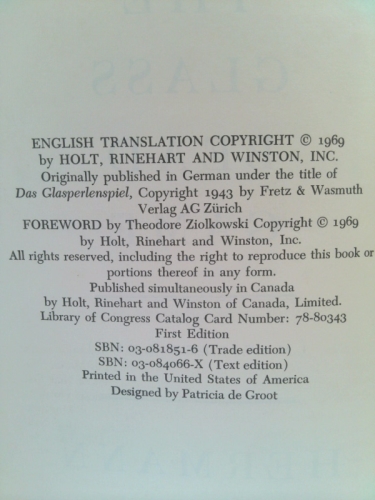 THE
GLASS
ENGLISH TRANSLATION COPYRIGHT © 1969
by HOLT, RINEHART AND WINSTON, INC.
Originally published in German under the title of
Das Glasperlenspiel, Copyright 1943 by Fretz & Wasmuth
Verlag AG Zürich
FOREWORD by Theodore Ziolkowski Copyright © 1969
by Holt, Rinehart and Winston, Inc.
All rights reserved, including the right to reproduce this book or
portions thereof in any form.
Published simultaneously in Canada
by Holt, Rinehart and Winston of Canada, Limited.
Library of Congress Catalog Card Number: 78-80343
First Edition
SBN: 03-081851-6 (Trade edition)
SBN: 03-084066-X (Text edition)
Printed in the United States of America
Designed by Patricia de Groot